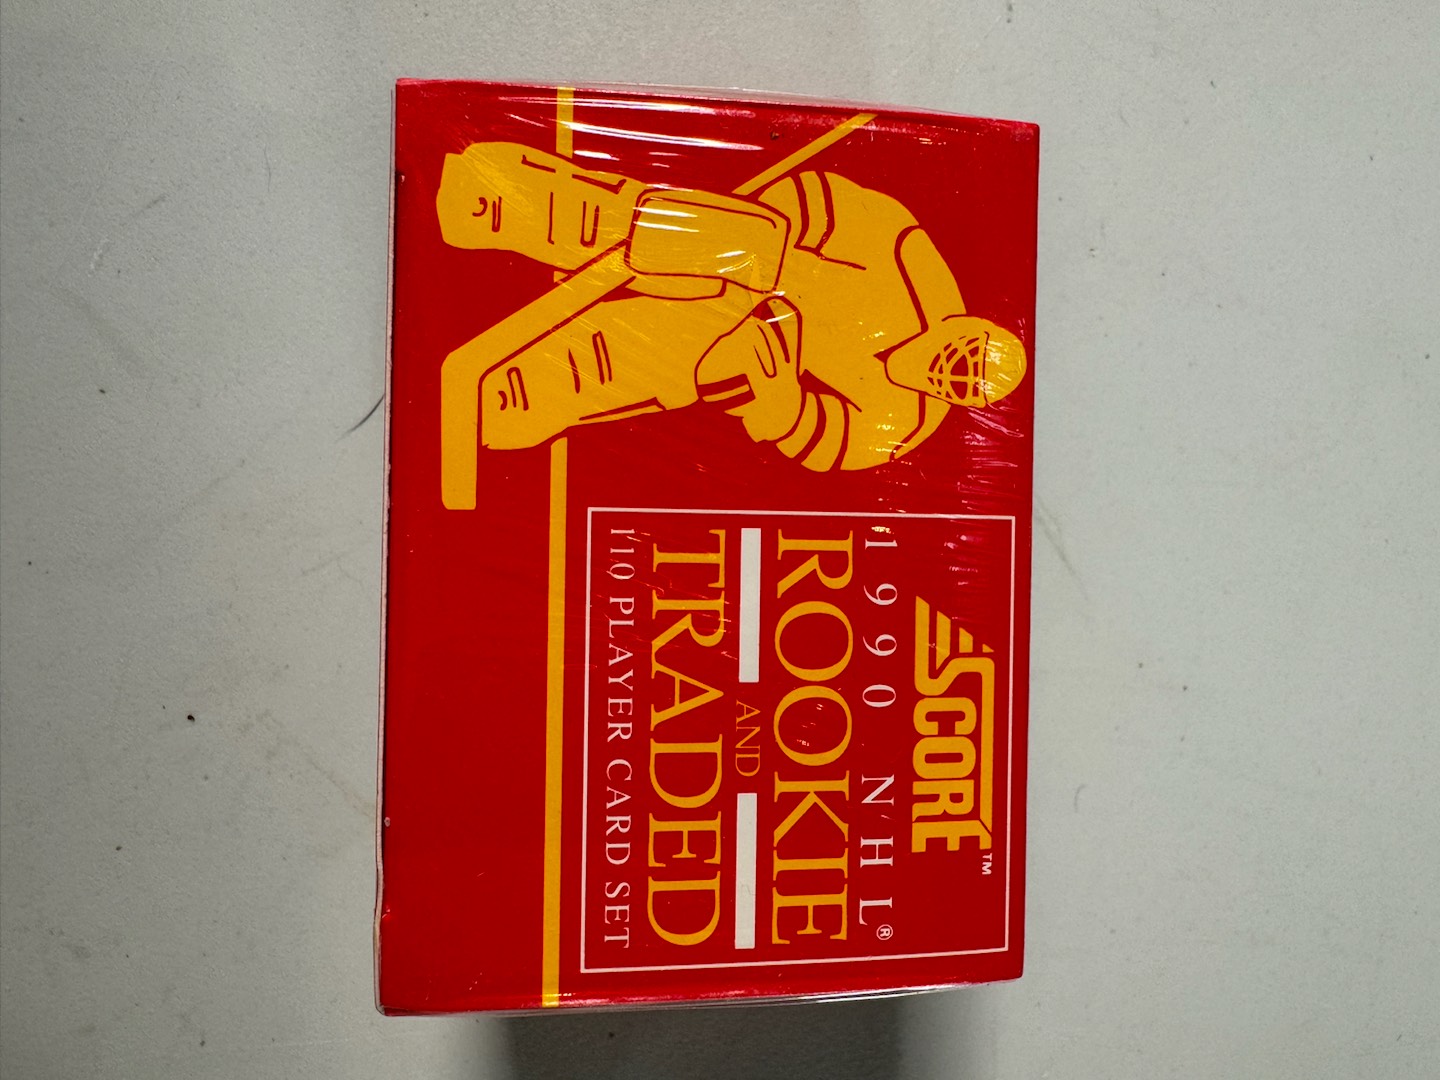 SCORE™
1990 NHL®
ROOKIE
AND
TRADED
110 PLAYER CARD SET